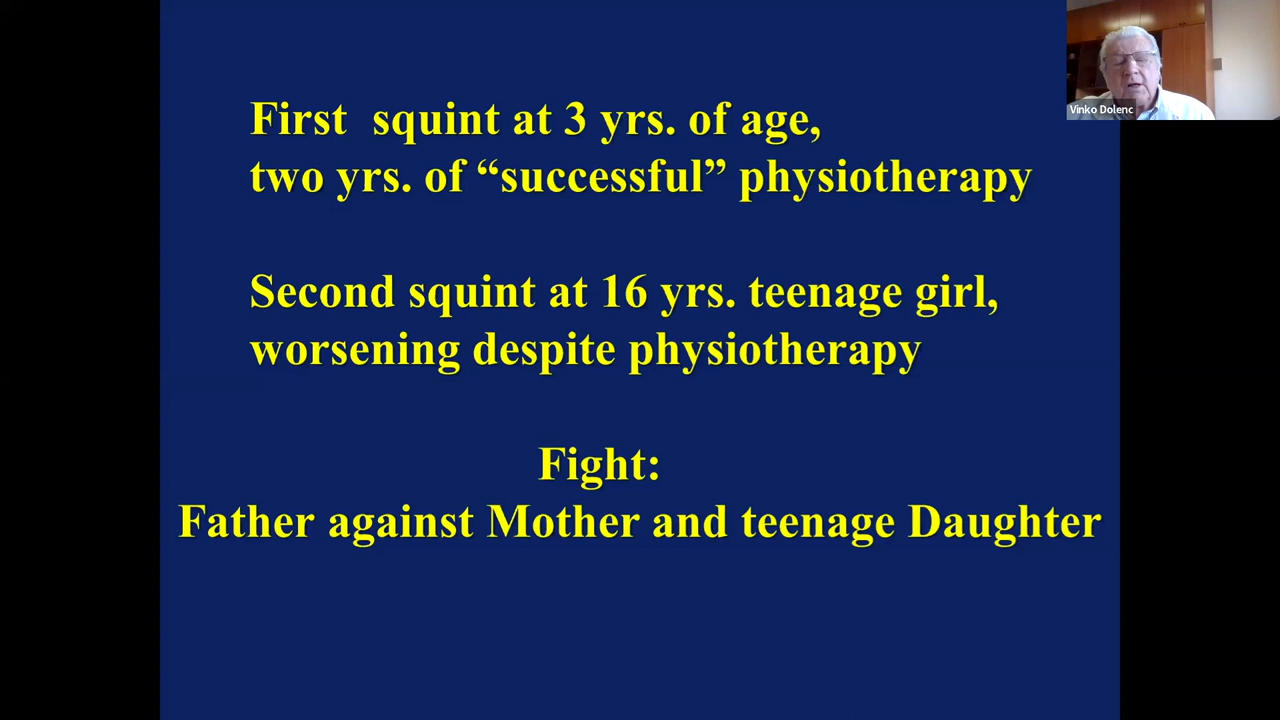 Vinko Dolenc
First squint at 3 yrs. of age,
two yrs. of “successful” physiotherapy
Second squint at 16 yrs. teenage girl,
worsening despite physiotherapy
Fight:
Father against Mother and teenage Daughter